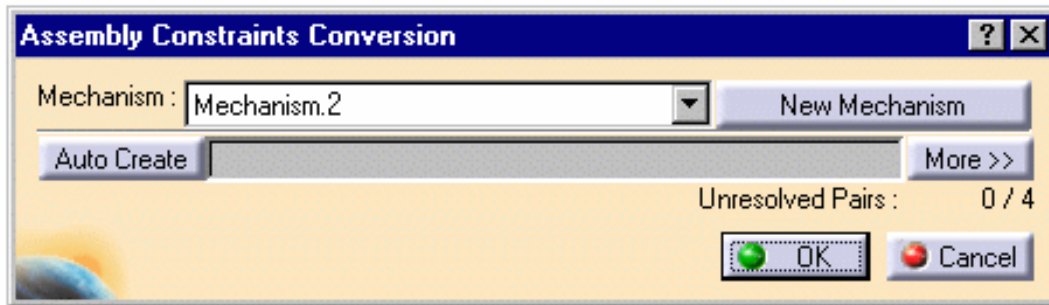 Assembly Constraints Conversion
Mechanism : Mechanism.2 New Mechanism
Auto Create More >>
Unresolved Pairs : 0 / 4
OK Cancel